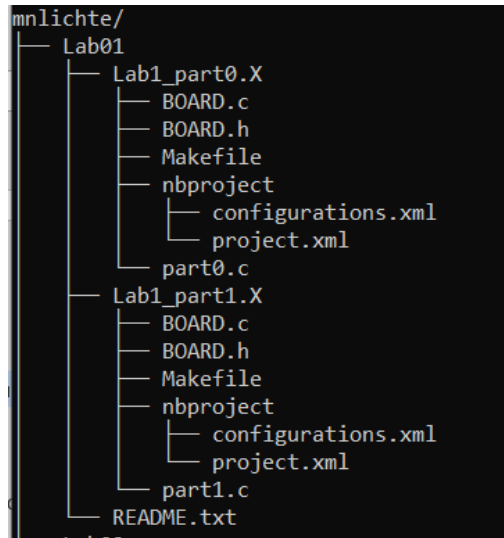 mnlichte/
├── Lab01
│   ├── Lab1_part0.X
│   │   ├── BOARD.c
│   │   ├── BOARD.h
│   │   ├── Makefile
│   │   ├── nbproject
│   │   │   ├── configurations.xml
│   │   │   └── project.xml
│   │   └── part0.c
│   ├── Lab1_part1.X
│   │   ├── BOARD.c
│   │   ├── BOARD.h
│   │   ├── Makefile
│   │   ├── nbproject
│   │   │   ├── configurations.xml
│   │   │   └── project.xml
│   │   └── part1.c
│   └── README.txt